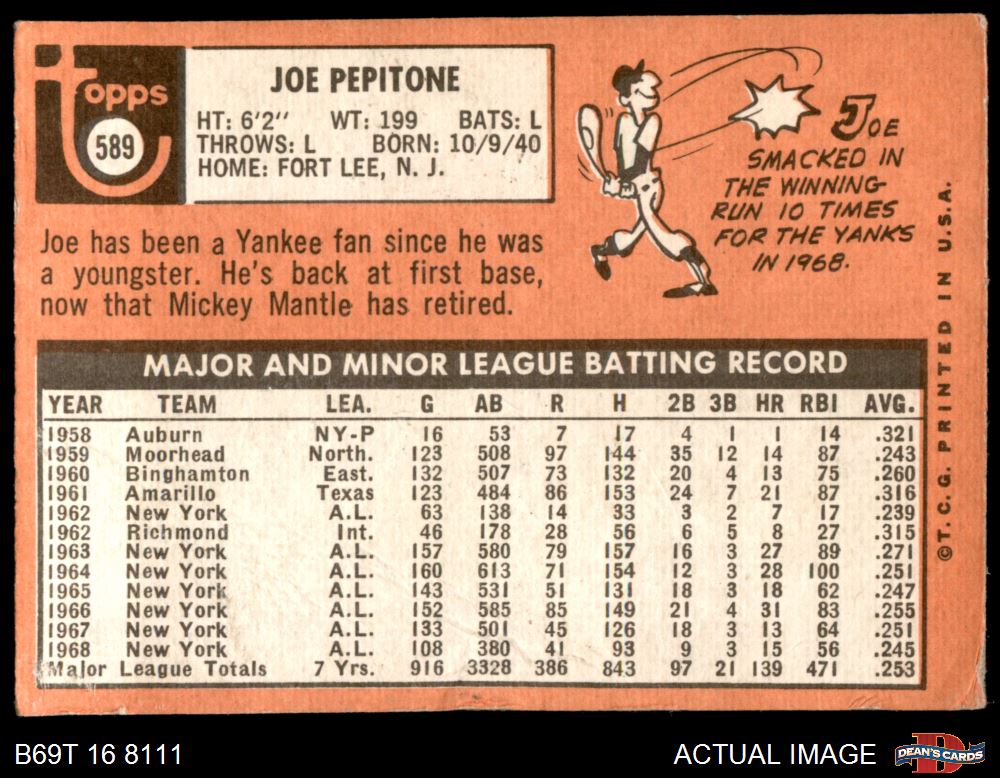 topps
589
JOE PEPITONE
HT: 6'2" WT: 199 BATS: L
THROWS: L BORN: 10/9/40
HOME: FORT LEE, N. J.
JOE
SMACKED IN
THE WINNING
RUN 10 TIMES
FOR THE YANKS
IN 1968.
Joe has been a Yankee fan since he was
a youngster. He's back at first base,
now that Mickey Mantle has retired.
MAJOR AND MINOR LEAGUE BATTING RECORD
YEAR TEAM LEA. G AB R H 2B 3B HR RBI AVG.
1958 Auburn NY-P 16 53 7 17 4 1 1 14 .321
1959 Moorhead North. 123 508 97 144 35 12 14 87 .243
1960 Binghamton East. 132 507 73 132 20 4 13 75 .260
1961 Amarillo Texas 123 484 86 153 24 7 21 87 .316
1962 New York A.L. 63 138 14 33 3 2 7 17 .239
1962 Richmond Int. 46 178 28 56 6 5 8 27 .315
1963 New York A.L. 157 580 79 157 16 3 27 89 .271
1964 New York A.L. 160 613 71 154 12 3 28 100 .251
1965 New York A.L. 143 531 51 131 18 3 18 62 .247
1966 New York A.L. 152 585 85 149 21 4 31 83 .255
1967 New York A.L. 133 501 45 126 18 3 13 64 .251
1968 New York A.L. 108 380 41 93 9 3 15 56 .245
Major League Totals 7 Yrs. 916 3328 386 843 97 21 139 471 .253
©T. C. G. PRINTED IN U.S.A.
B69T 16 8111
ACTUAL IMAGE
DEAN'S CARDS